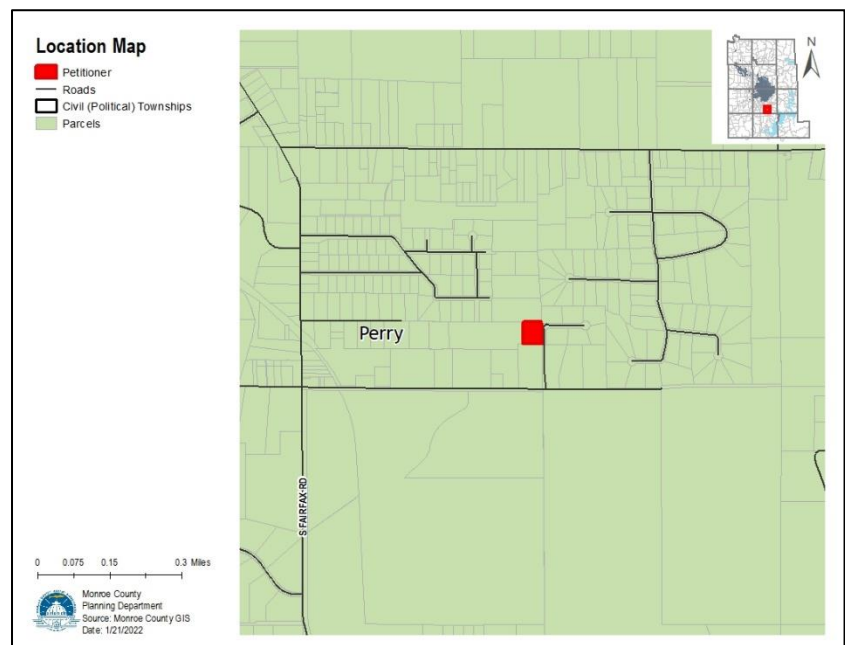 Location Map
Petitioner
Roads
Civil (Political) Townships
Parcels
N
Perry
S FAIRFAX RD
0 0.075 0.15 0.3 Miles
Monroe County
Planning Department
Source: Monroe County GIS
Date: 1/21/2022